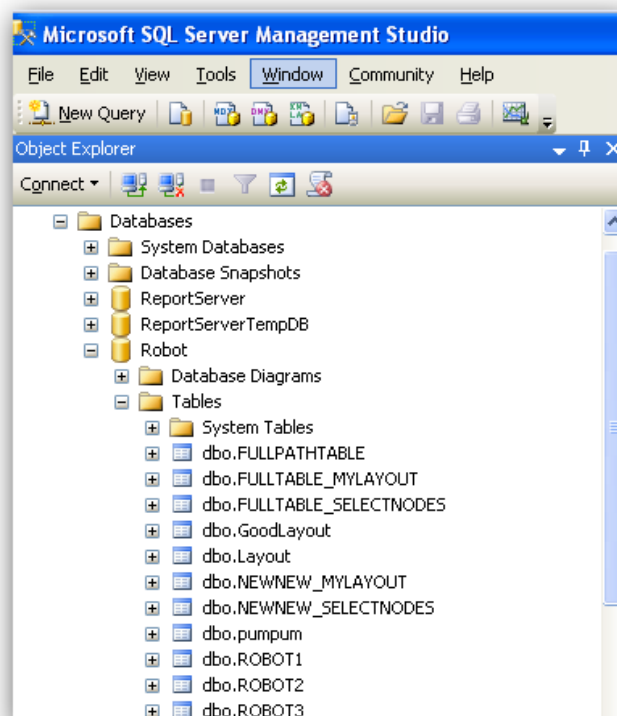 Microsoft SQL Server Management Studio
File Edit View Tools Window Community Help
New Query
Object Explorer
Connect
Databases
System Databases
Database Snapshots
ReportServer
ReportServerTempDB
Robot
Database Diagrams
Tables
System Tables
dbo.FULLPATHTABLE
dbo.FULLTABLE_MYLAYOUT
dbo.FULLTABLE_SELECTNODES
dbo.GoodLayout
dbo.Layout
dbo.NEWNEW_MYLAYOUT
dbo.NEWNEW_SELECTNODES
dbo.pumpum
dbo.ROBOT1
dbo.ROBOT2
dbo.ROBOT3